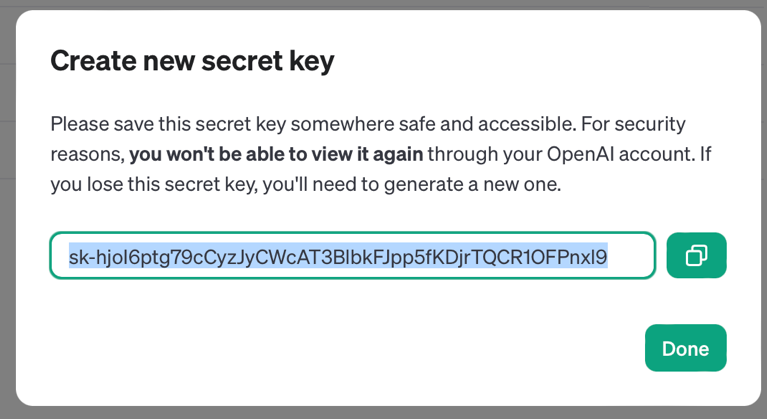 Create new secret key
Please save this secret key somewhere safe and accessible. For security
reasons, you won't be able to view it again through your OpenAI account. If
you lose this secret key, you'll need to generate a new one.
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
Done